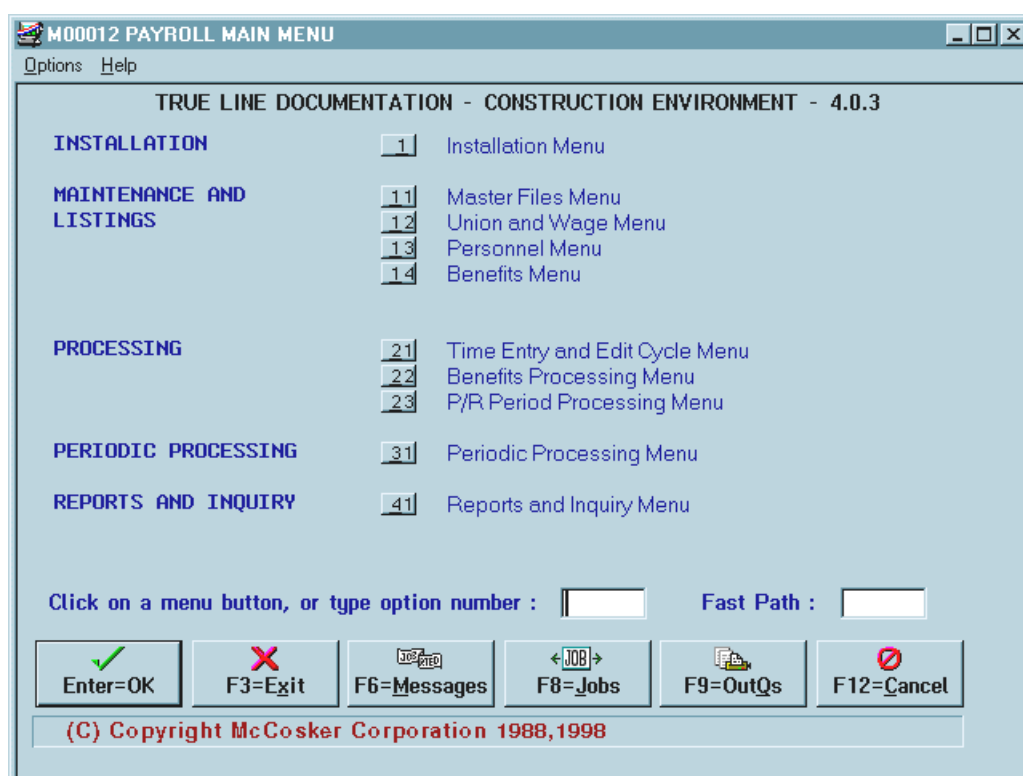 M00012 PAYROLL MAIN MENU
Options Help
TRUE LINE DOCUMENTATION - CONSTRUCTION ENVIRONMENT - 4.0.3
INSTALLATION 1 Installation Menu
MAINTENANCE AND 11 Master Files Menu
LISTINGS 12 Union and Wage Menu
13 Personnel Menu
14 Benefits Menu
PROCESSING 21 Time Entry and Edit Cycle Menu
22 Benefits Processing Menu
23 P/R Period Processing Menu
PERIODIC PROCESSING 31 Periodic Processing Menu
REPORTS AND INQUIRY 41 Reports and Inquiry Menu
Click on a menu button, or type option number : Fast Path :
JOB
Enter=OK F3=Exit F6=Messages F8=Jobs F9=OutQs F12=Cancel
(C) Copyright McCosker Corporation 1988,1998